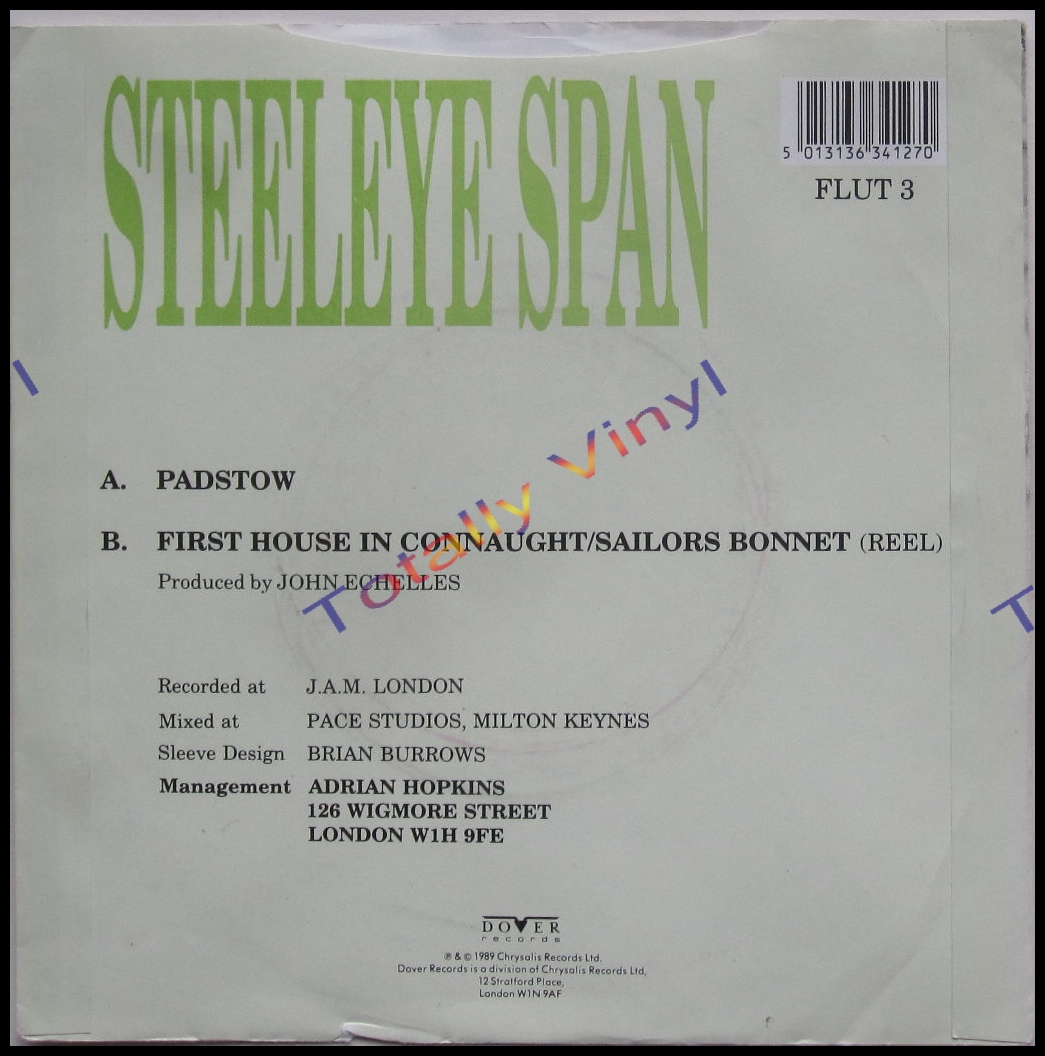 STEELEYE SPAN
5 013136 341270
FLUT 3
A. PADSTOW
B. FIRST HOUSE IN CONNAUGHT/SAILORS BONNET (REEL)
Produced by JOHN ECHELLES
Totally Vinyl
Recorded at J.A.M. LONDON
Mixed at PACE STUDIOS, MILTON KEYNES
Sleeve Design BRIAN BURROWS
Management ADRIAN HOPKINS
126 WIGMORE STREET
LONDON W1H 9FE
DOVER
records
℗ & © 1989 Chrysalis Records Ltd.
Dover Records is a division of Chrysalis Records Ltd,
12 Stratford Place,
London W1N 9AF